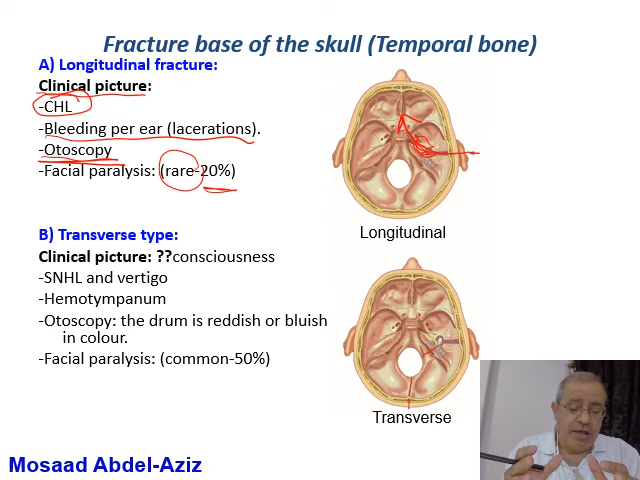 Fracture base of the skull (Temporal bone)
A) Longitudinal fracture:
Clinical picture:
-CHL
-Bleeding per ear (lacerations).
-Otoscopy
-Facial paralysis: (rare-20%)
Longitudinal
B) Transverse type:
Clinical picture: ??consciousness
-SNHL and vertigo
-Hemotympanum
-Otoscopy: the drum is reddish or bluish
in colour.
-Facial paralysis: (common-50%)
Transverse
Mosaad Abdel-Aziz